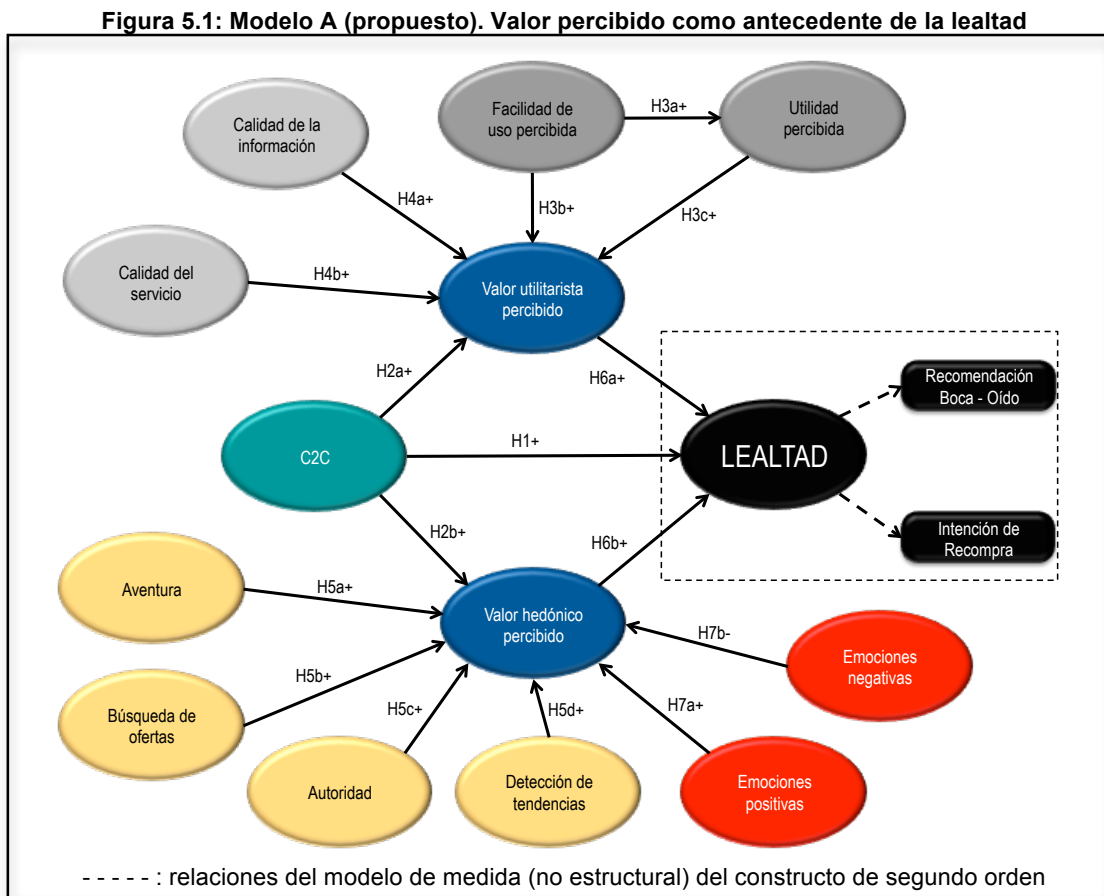 Figura 5.1: Modelo A (propuesto). Valor percibido como antecedente de la lealtad
Calidad de la
información
Facilidad de
uso percibida
H3a+
Utilidad
percibida
H4a+
H3b+
H3c+
Calidad del
servicio
H4b+
Valor utilitarista
percibido
H2a+
H6a+
Recomendación
Boca - Oído
C2C
H1+
LEALTAD
H2b+
H6b+
Intención de
Recompra
Aventura
H5a+
Valor hedónico
percibido
H7b-
Emociones
negativas
H5b+
Búsqueda de
ofertas
H5c+
H5d+
H7a+
Autoridad
Detección de
tendencias
Emociones
positivas
- - - - - : relaciones del modelo de medida (no estructural) del constructo de segundo orden